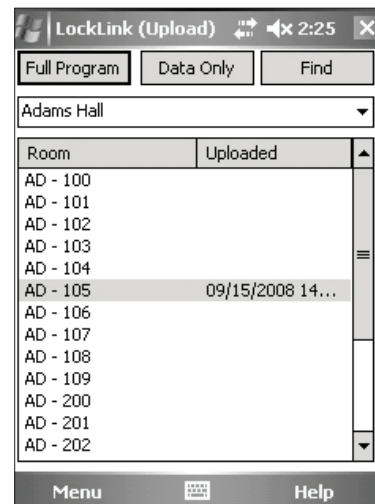 LockLink (Upload) 2:25
Full Program Data Only Find
Adams Hall
Room Uploaded
AD - 100
AD - 101
AD - 102
AD - 103
AD - 104
AD - 105 09/15/2008 14...
AD - 106
AD - 107
AD - 108
AD - 109
AD - 200
AD - 201
AD - 202
Menu Help